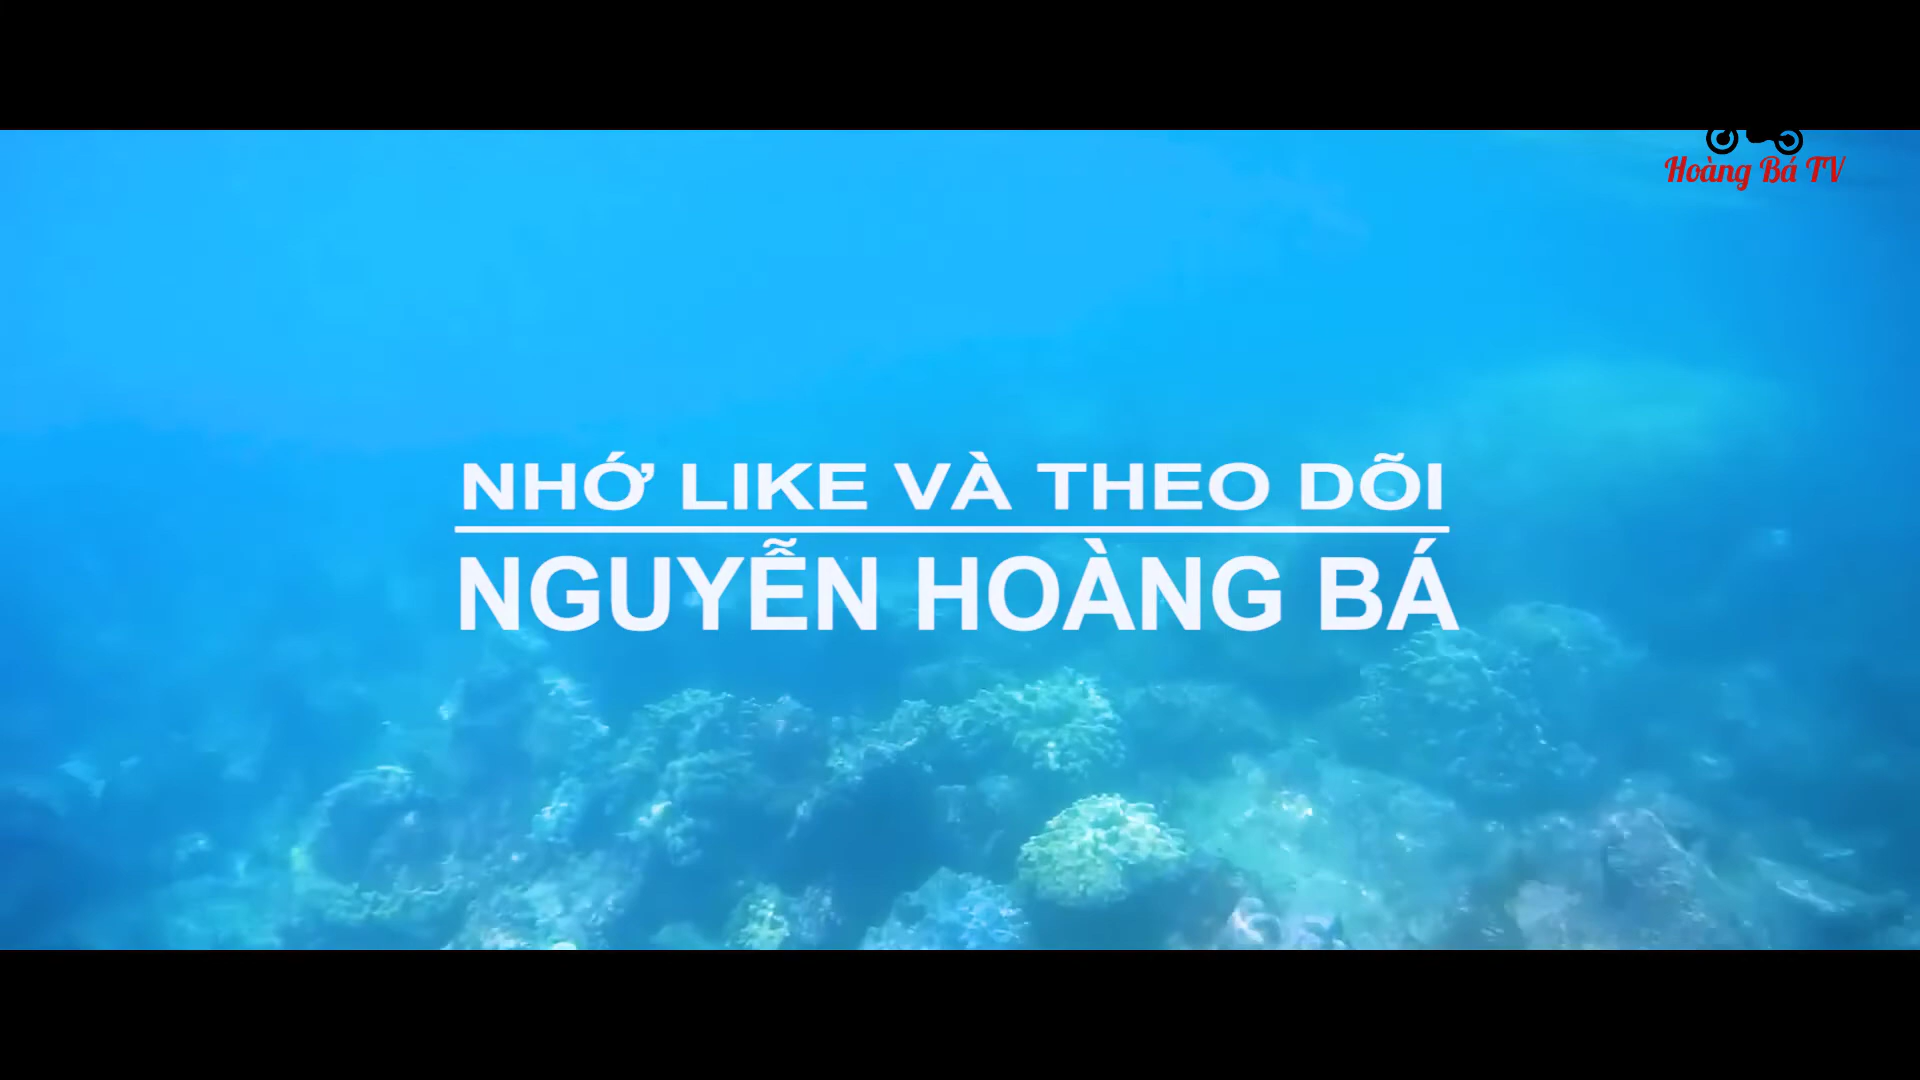 Hoàng Bá TV
NHỚ LIKE VÀ THEO DÕI
NGUYỄN HOÀNG BÁ